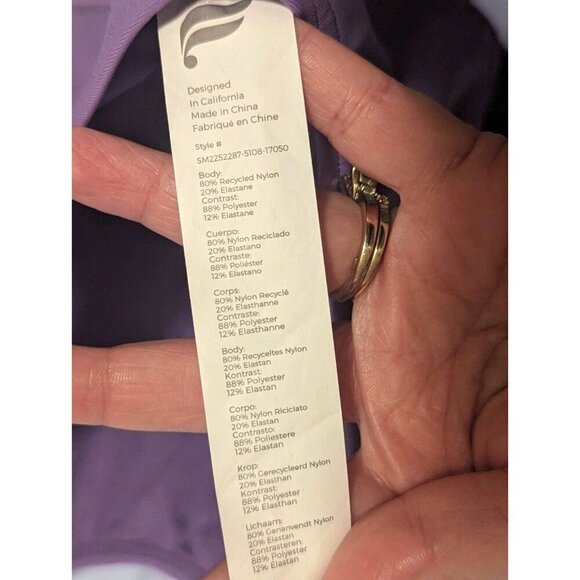 Designed
In California
Made in China
Fabriqué en Chine
Style #
SM2252287-5108-17050
Body:
80% Recycled Nylon
20% Elastane
Contrast:
88% Polyester
12% Elastane
Cuerpo:
80% Nylon Reciclado
20% Elastano
Contraste:
88% Poliéster
12% Elastano
Corps:
80% Nylon Recyclé
20% Elasthanne
Contraste:
88% Polyester
12% Elasthanne
Body:
80% Recyceltes Nylon
20% Elastan
Kontrast:
88% Polyester
12% Elastan
Corpo:
80% Nylon Riciclato
20% Elastan
Contrasto:
88% Poliestere
12% Elastan
Krop:
80% Gerecycleerd Nylon
20% Elasthan
Kontrast:
88% Polyester
12% Elasthan
Lichaam:
80% Genanvendt Nylon
20% Elastan
Contrasteren:
88% Polyester
12% Elastan